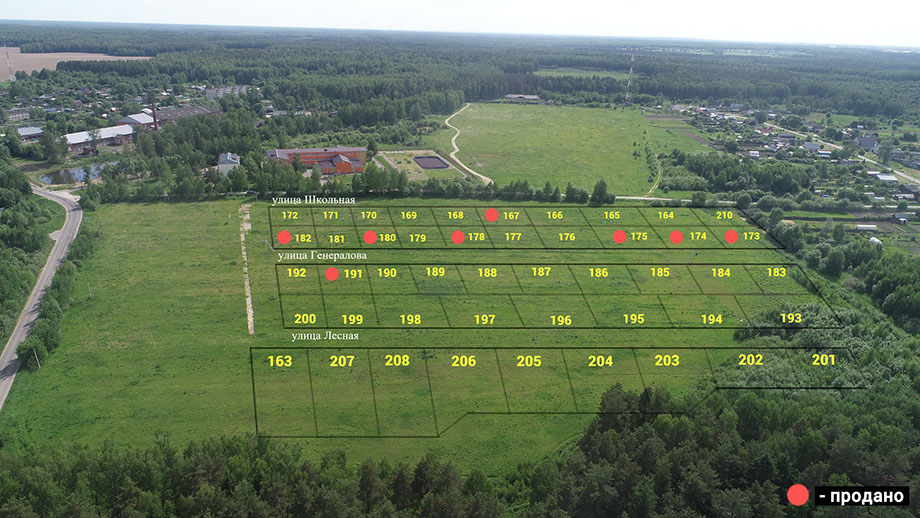 улица Школьная
172 171 170 169 168 167 166 165 164 210
182 181 180 179 178 177 176 175 174 173
улица Генералова
192 191 190 189 188 187 186 185 184 183
200 199 198 197 196 195 194 193
улица Лесная
163 207 208 206 205 204 203 202 201
- продано